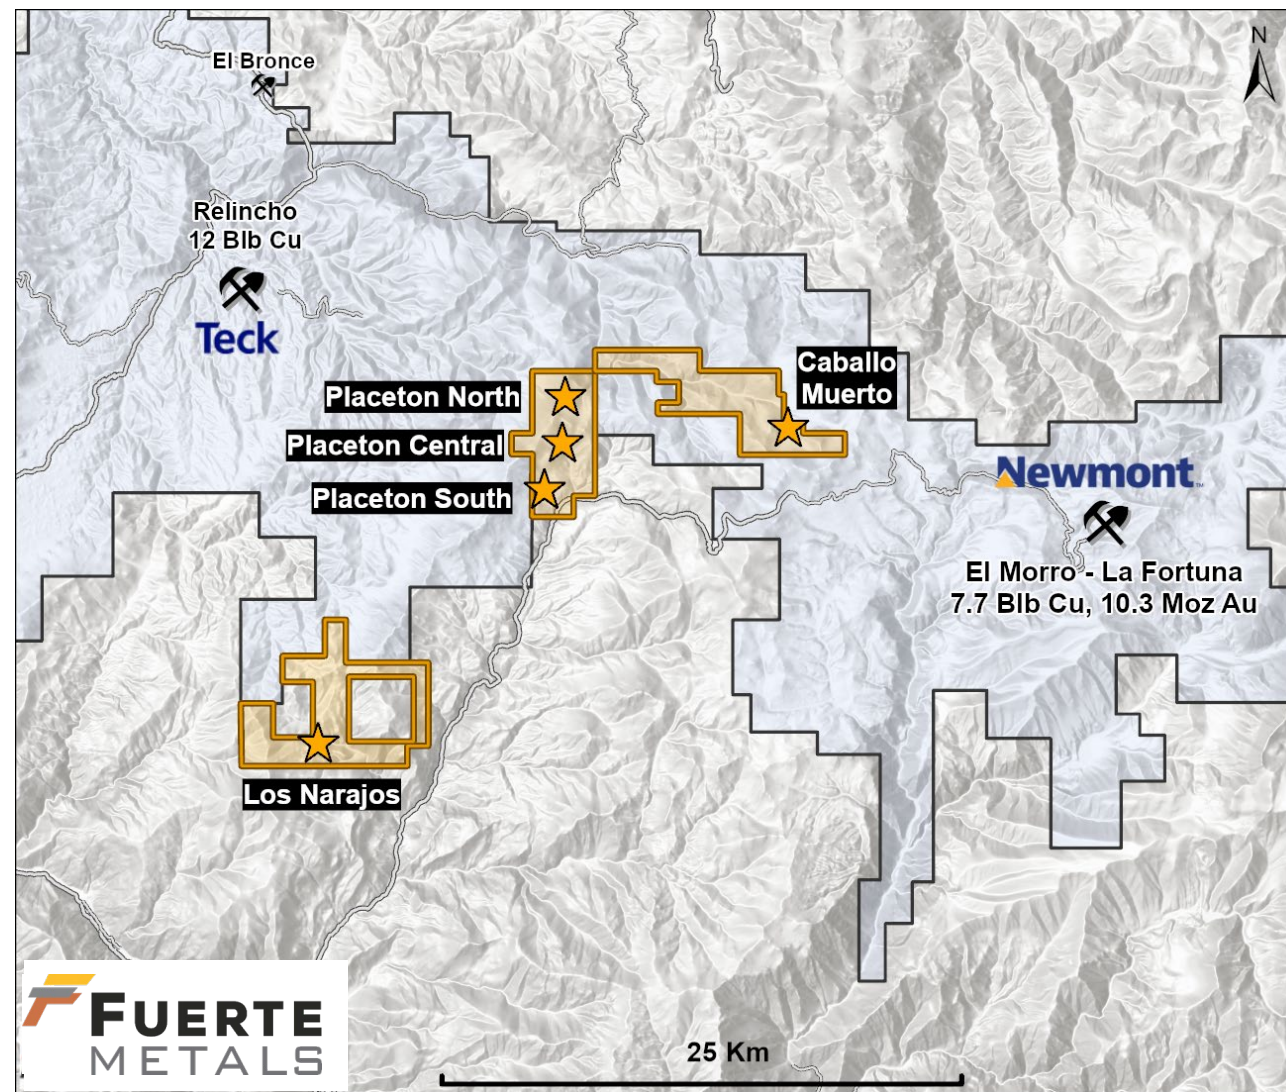 N
El Bronce
Relincho
12 Blb Cu
Teck
Caballo
Muerto
Placeton North
Placeton Central
Placeton South
Newmont™
El Morro - La Fortuna
7.7 Blb Cu, 10.3 Moz Au
Los Narajos
FUERTE
METALS
25 Km